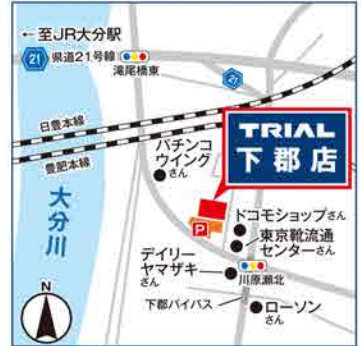 ←至JR大分駅
21 県道21号線
滝尾橋東
21
日豊本線
豊肥本線
パチンコ
ウイング
さん
TRIAL
下郡店
大分川
P
ドコモショップさん
東京靴流通
センターさん
デイリー
ヤマザキ
さん
川原瀬北
下郡バイパス
ローソン
さん
N